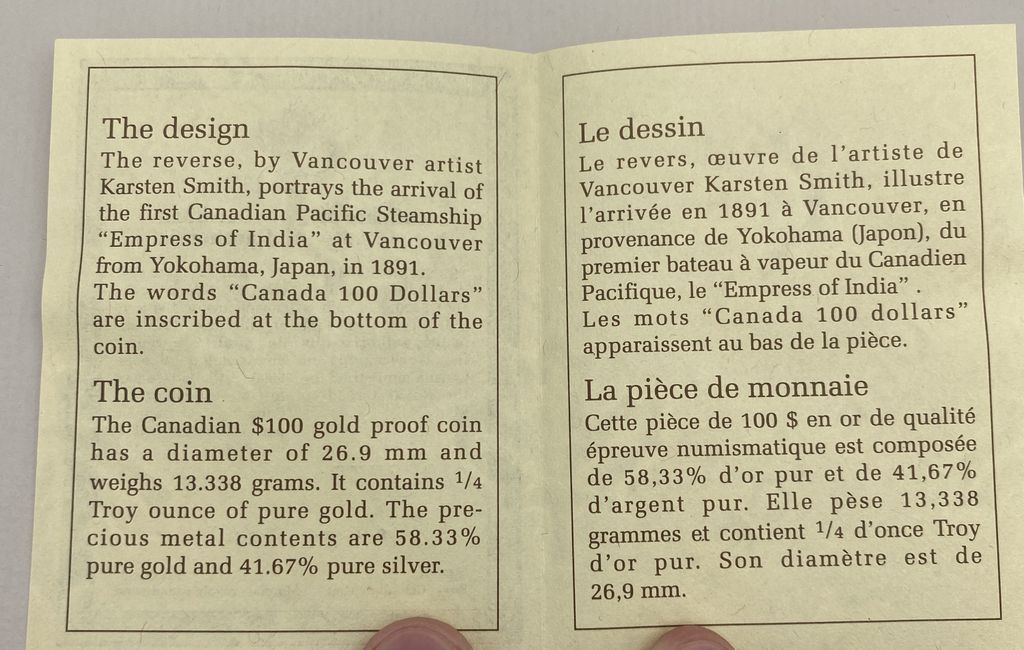 The design
The reverse, by Vancouver artist
Karsten Smith, portrays the arrival of
the first Canadian Pacific Steamship
“Empress of India” at Vancouver
from Yokohama, Japan, in 1891.
The words “Canada 100 Dollars”
are inscribed at the bottom of the
coin.
The coin
The Canadian $100 gold proof coin
has a diameter of 26.9 mm and
weighs 13.338 grams. It contains 1/4
Troy ounce of pure gold. The pre-
cious metal contents are 58.33%
pure gold and 41.67% pure silver.
Le dessin
Le revers, œuvre de l’artiste de
Vancouver Karsten Smith, illustre
l’arrivée en 1891 à Vancouver, en
provenance de Yokohama (Japon), du
premier bateau à vapeur du Canadien
Pacifique, le “Empress of India” .
Les mots “Canada 100 dollars”
apparaissent au bas de la pièce.
La pièce de monnaie
Cette pièce de 100 $ en or de qualité
épreuve numismatique est composée
de 58,33% d’or pur et de 41,67%
d’argent pur. Elle pèse 13,338
grammes et contient 1/4 d’once Troy
d’or pur. Son diamètre est de
26,9 mm.